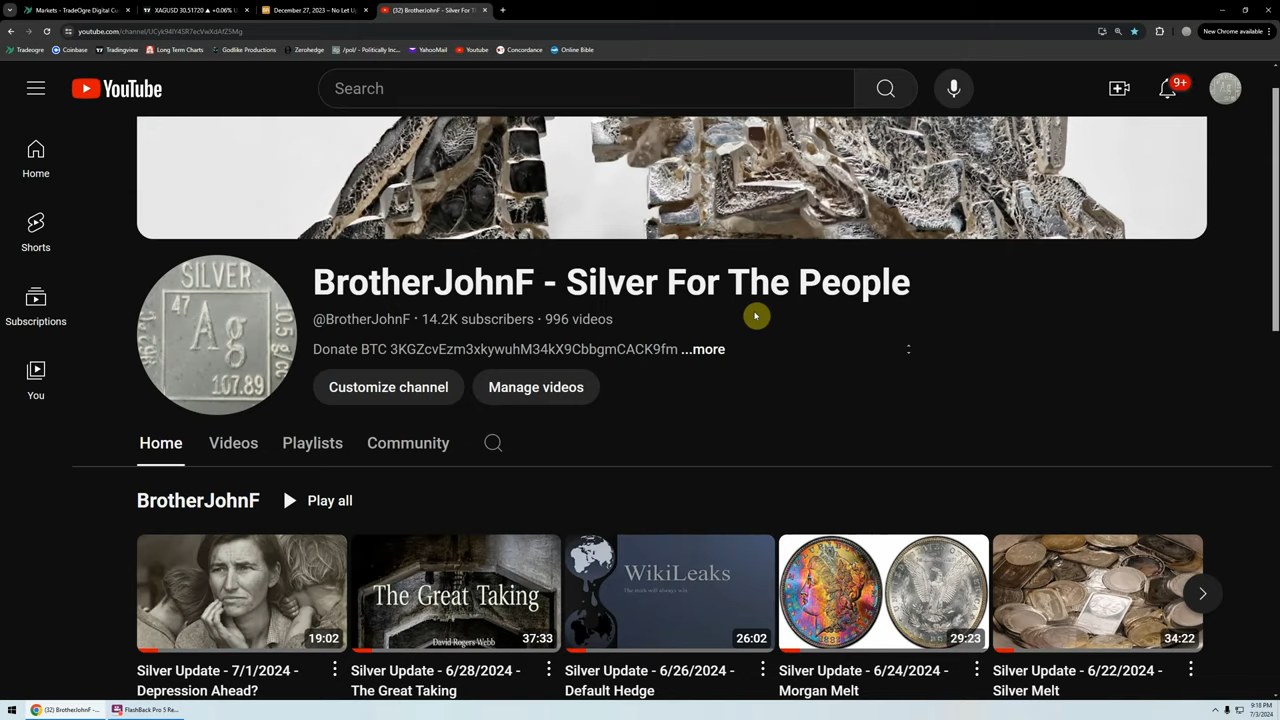 Markets - TradeOgre Digital Cu
XAGUSD 30.51720 ▲ +0.06% U
December 27, 2023 – No Let U
(32) BrotherJohnF - Silver For T
youtube.com/channel/UCyk94IY4SR7xcVwXdAfZ5Mg
New Chrome available
Tradeogre
Coinbase
Tradingview
Long Term Charts
Godlike Productions
Zerohedge
/pol/ - Politically Inc...
YahooMail
Youtube
Concordance
Online Bible
YouTube
Search
9+
Home
Shorts
Subscriptions
You
SILVER
47
Ag
107.89
10.5 g/cc
BrotherJohnF - Silver For The People
@BrotherJohnF · 14.2K subscribers · 996 videos
Donate BTC 3KGZcvEzm3xkywuhM34kX9CbbgmCACK9fm ...more
Customize channel
Manage videos
Home
Videos
Playlists
Community
BrotherJohnF
Play all
19:02
The Great Taking
David Rogers Webb
37:33
WikiLeaks
26:02
29:23
34:22
Silver Update - 7/1/2024 -
Depression Ahead?
Silver Update - 6/28/2024 -
The Great Taking
Silver Update - 6/26/2024 -
Default Hedge
Silver Update - 6/24/2024 -
Morgan Melt
Silver Update - 6/22/2024 -
Silver Melt
(32) BrotherJohnF -...
FlashBack Pro 5 Re...
9:18 PM
7/3/2024